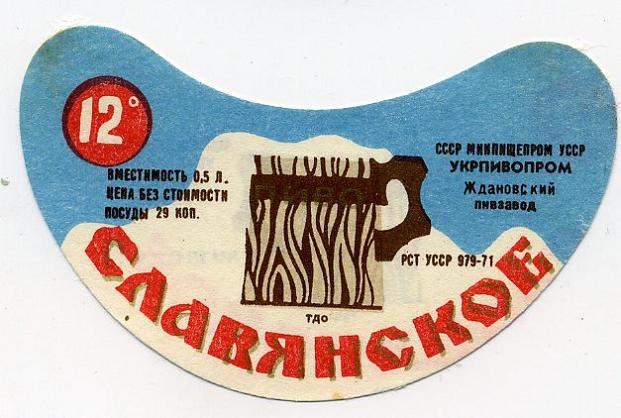 12°
ВМЕСТИМОСТЬ 0,5 Л.
ЦЕНА БЕЗ СТОИМОСТИ
ПОСУДЫ 29 КОП.
ПИВО
СССР МИНПИЩЕПРОМ УССР
УКРПИВОПРОМ
Ждановский
пивзавод
РСТ УССР 979-71
ТДО
СЛАВЯНСКОЕ